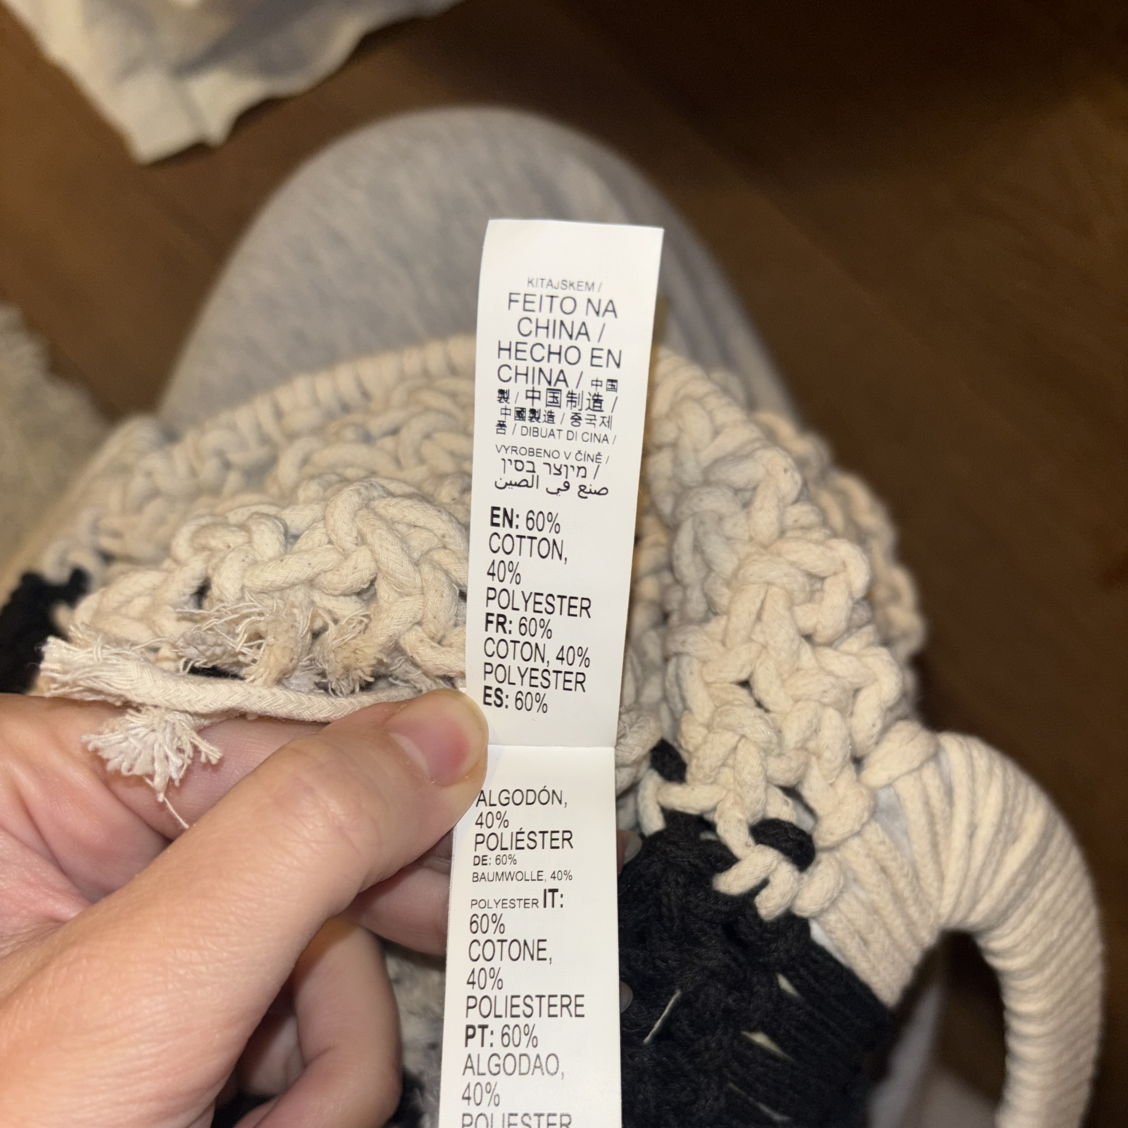 KITAJSKEM /
FEITO NA
CHINA /
HECHO EN
CHINA / 中国
製 / 中国制造 /
中國製造 / 중국제
품 / DIBUAT DI CINA /
VYROBENO V ČÍNĚ /
מיוצר בסין /
صنع في الصين
EN: 60%
COTTON,
40%
POLYESTER
FR: 60%
COTON, 40%
POLYESTER
ES: 60%
ALGODÓN,
40%
POLIÉSTER
DE: 60%
BAUMWOLLE, 40%
POLYESTER IT:
60%
COTONE,
40%
POLIESTERE
PT: 60%
ALGODAO,
40%
POLIESTER